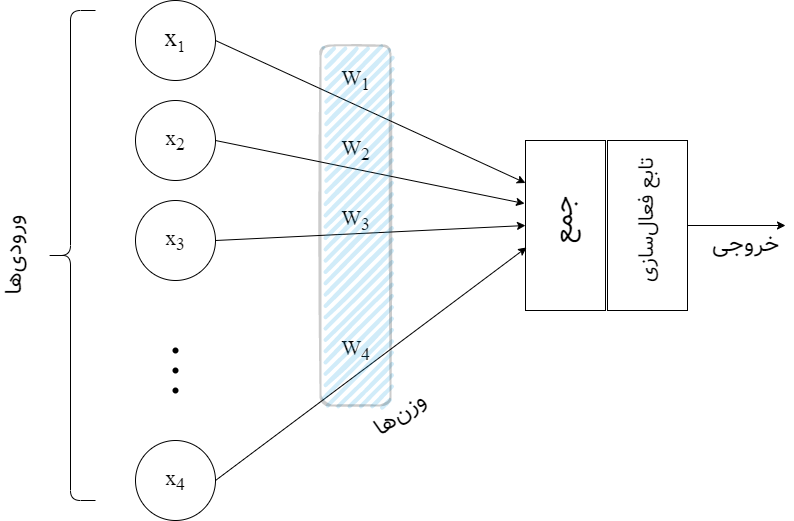 ورودی‌ها
x₁
x₂
x₃
x₄
W₁
W₂
W₃
W₄
وزن‌ها
جمع
تابع فعال‌سازی
خروجی